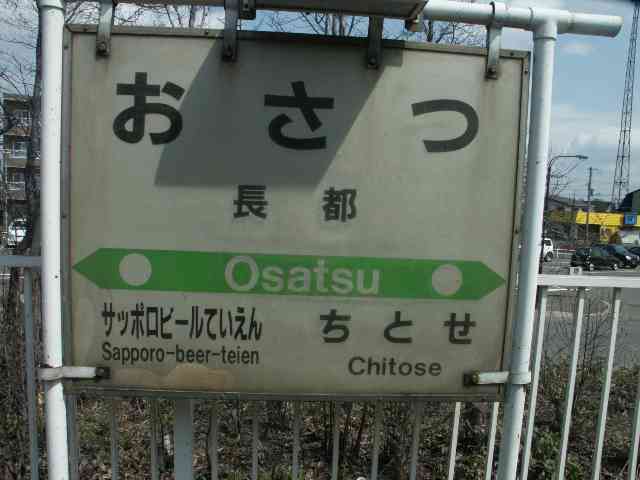 おさつ
長都
Osatsu
サッポロビールていえん ちとせ
Sapporo-beer-teien Chitose